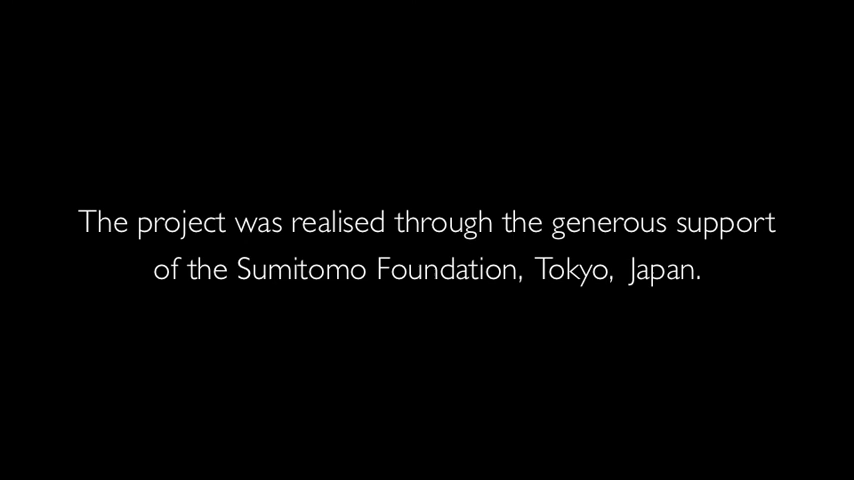 The project was realised through the generous support
of the Sumitomo Foundation, Tokyo, Japan.